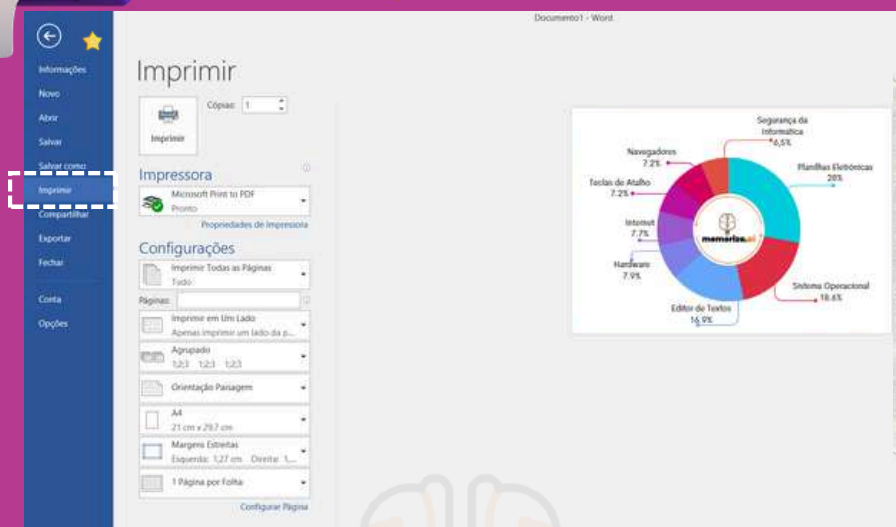 Documento1 - Word
Informações
Novo
Abrir
Salvar
Salvar como
Imprimir
Compartilhar
Exportar
Fechar
Conta
Opções
Imprimir
Cópias: 1
Imprimir
Impressora
Microsoft Print to PDF
Pronto
Propriedades de Impressora
Configurações
Imprimir Todas as Páginas
Tudo
Páginas:
Imprimir em Um Lado
Apenas imprimir um lado da p...
Agrupado
1;2;3 1;2;3 1;2;3
Orientação Paisagem
A4
21 cm x 29,7 cm
Margens Estreitas
Esquerda: 1,27 cm Direita: 1,...
1 Página por Folha
Configurar Página
Segurança da
Informática
6,5%
Navegadores
7.2%
Planilhas Eletrônicas
28%
Teclas de Atalho
7.2%
Internet
7.7%
memorize.ai
Hardware
7.9%
Sistema Operacional
18.6%
Editor de Textos
16.9%